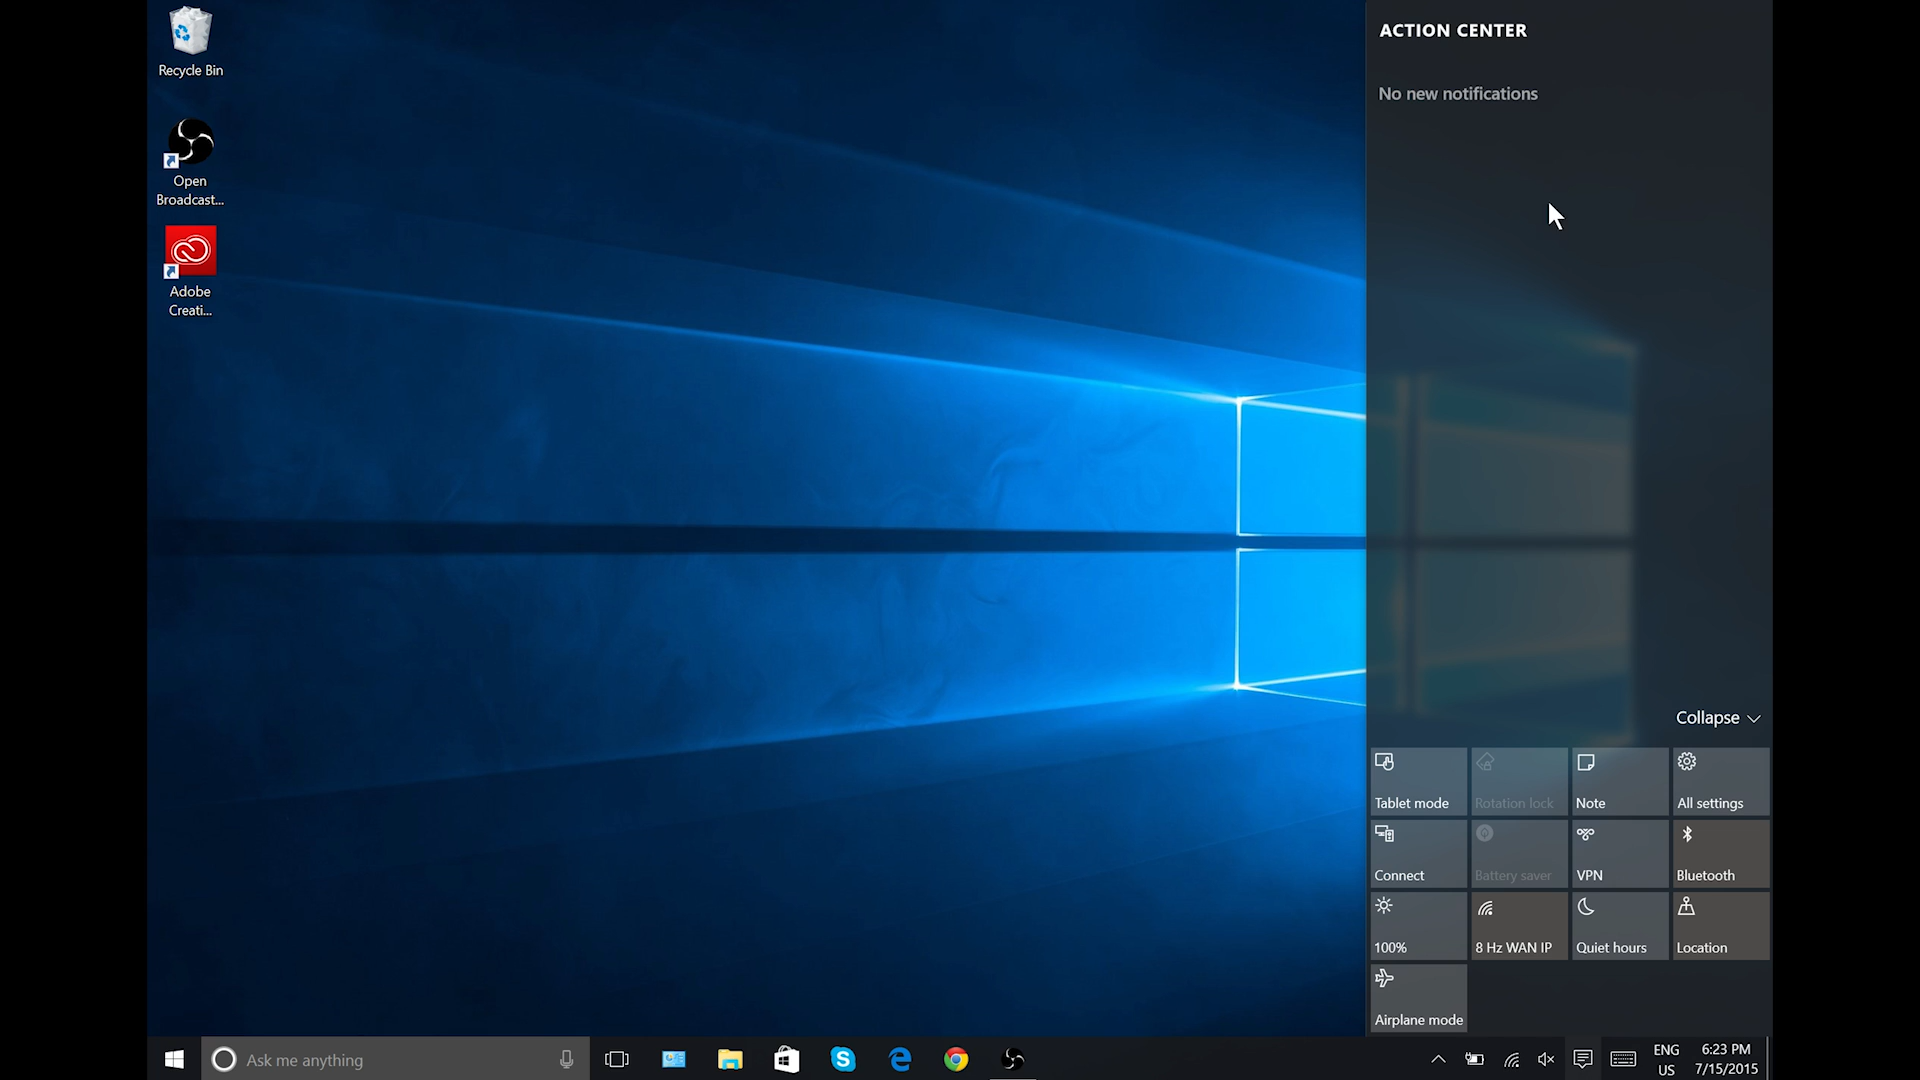 Recycle Bin
Open
Broadcast...
Adobe
Creati...
ACTION CENTER
No new notifications
Collapse
Tablet mode
Rotation lock
Note
All settings
Connect
Battery saver
VPN
Bluetooth
100%
8 Hz WAN IP
Quiet hours
Location
Airplane mode
Ask me anything
ENG
US
6:23 PM
7/15/2015